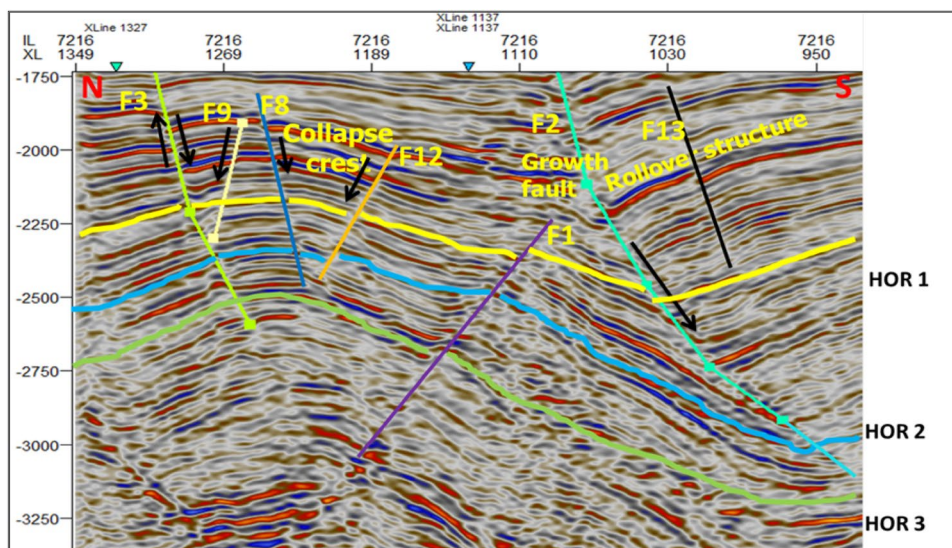 XLine 1327
XLine 1137
XLine 1137
IL 7216 7216 7216 7216 7216 7216
XL 1349 1269 1189 1110 1030 950
N
S
F3
F9
F8
F2
F13
Collapse
crest
F12
Growth
fault
Rollover structure
F1
-1750
-2000
-2250
-2500
-2750
-3000
-3250
HOR 1
HOR 2
HOR 3